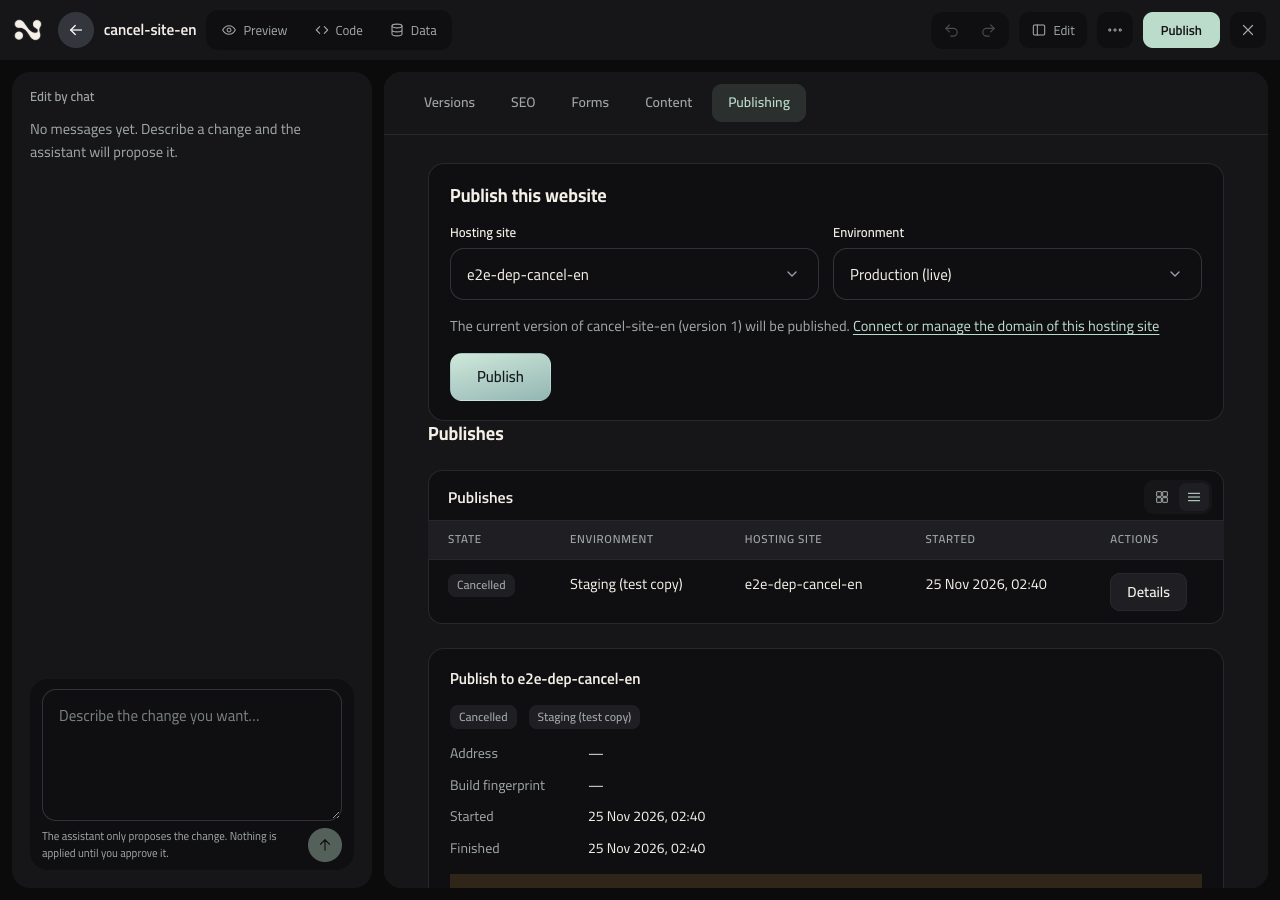 cancel-site-en
Preview
Code
Data
Edit
Publish
Edit by chat
No messages yet. Describe a change and the
assistant will propose it.
Describe the change you want…
The assistant only proposes the change. Nothing is
applied until you approve it.
Versions
SEO
Forms
Content
Publishing
Publish this website
Hosting site
Environment
e2e-dep-cancel-en
Production (live)
The current version of cancel-site-en (version 1) will be published. Connect or manage the domain of this hosting site
Publish
Publishes
Publishes
STATE ENVIRONMENT HOSTING SITE STARTED ACTIONS
Cancelled Staging (test copy) e2e-dep-cancel-en 25 Nov 2026, 02:40 Details
Publish to e2e-dep-cancel-en
Cancelled Staging (test copy)
Address —
Build fingerprint —
Started 25 Nov 2026, 02:40
Finished 25 Nov 2026, 02:40